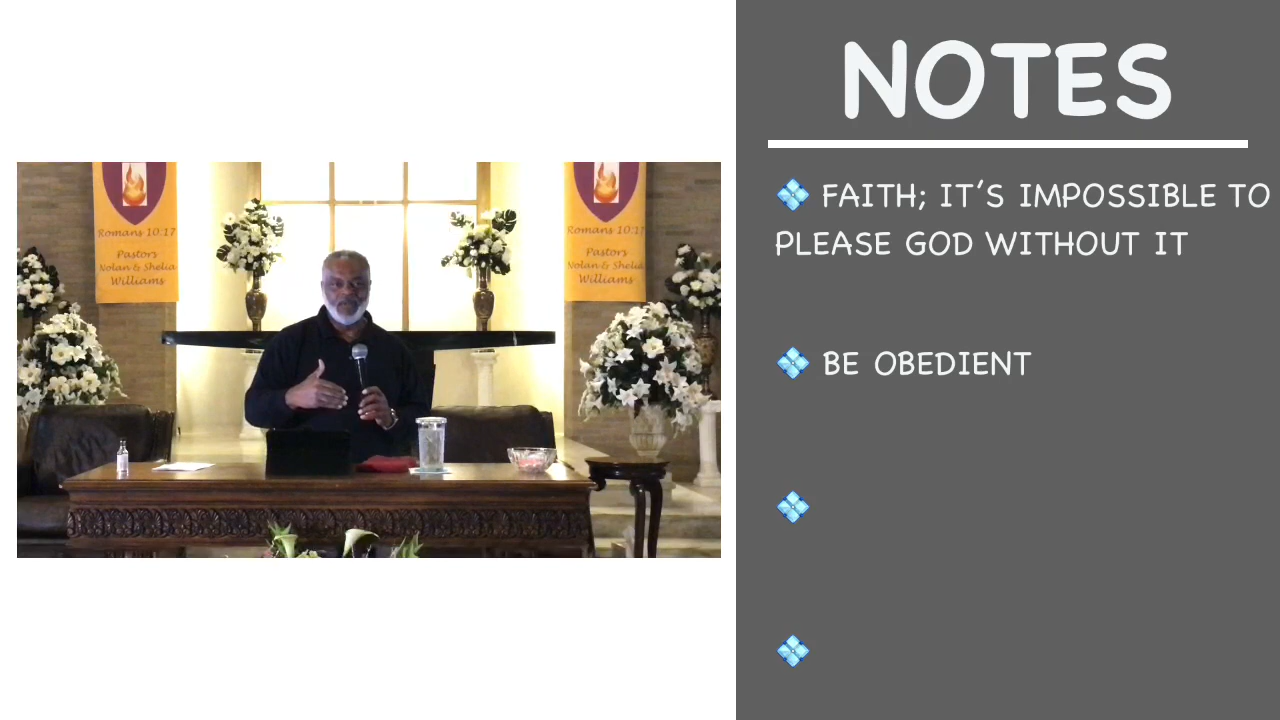 NOTES
FAITH; IT'S IMPOSSIBLE TO
PLEASE GOD WITHOUT IT
BE OBEDIENT
Romans 10:17
Pastors
Nolan & Shelia
Williams
Romans 10:17
Pastors
Nolan & Shelia
Williams